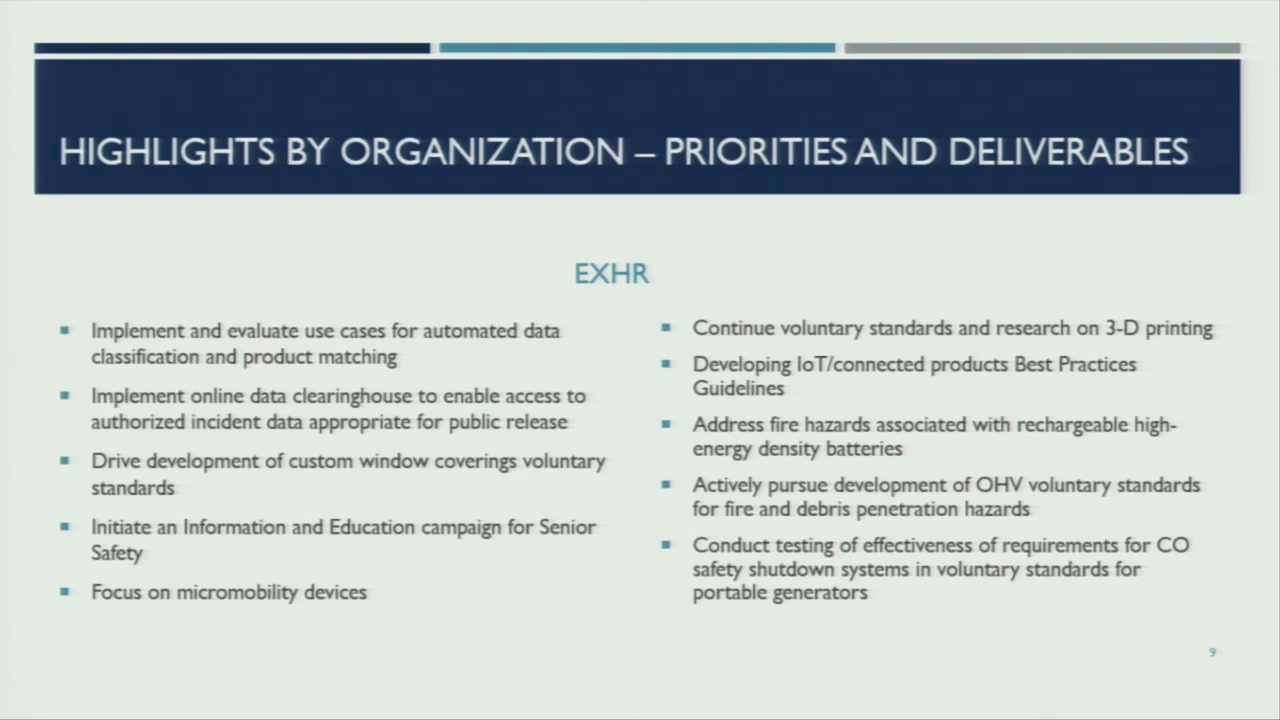 HIGHLIGHTS BY ORGANIZATION – PRIORITIES AND DELIVERABLES
EXHR
▪ Implement and evaluate use cases for automated data
classification and product matching
▪ Implement online data clearinghouse to enable access to
authorized incident data appropriate for public release
▪ Drive development of custom window coverings voluntary
standards
▪ Initiate an Information and Education campaign for Senior
Safety
▪ Focus on micromobility devices
▪ Continue voluntary standards and research on 3-D printing
▪ Developing IoT/connected products Best Practices
Guidelines
▪ Address fire hazards associated with rechargeable high-
energy density batteries
▪ Actively pursue development of OHV voluntary standards
for fire and debris penetration hazards
▪ Conduct testing of effectiveness of requirements for CO
safety shutdown systems in voluntary standards for
portable generators
9